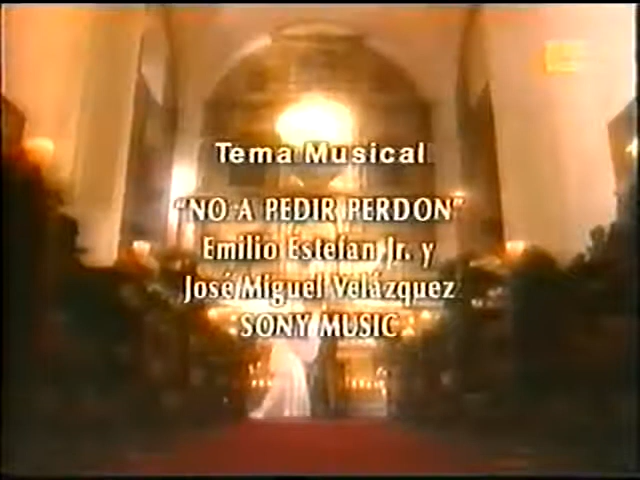 Tema Musical
"NO A PEDIR PERDON"
Emilio Estefan Jr. y
José Miguel Velázquez
SONY MUSIC